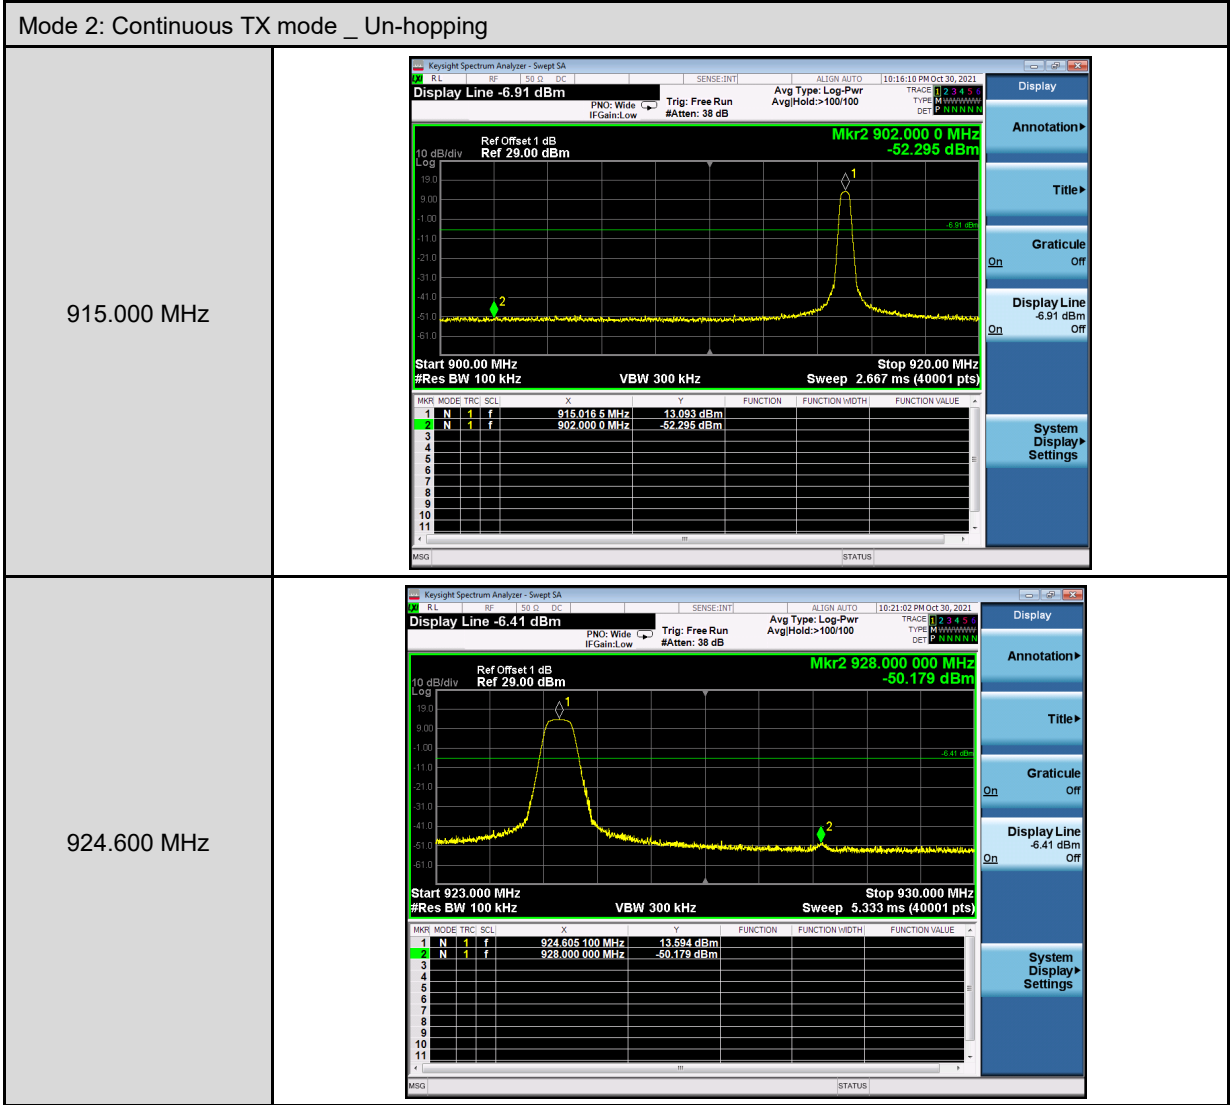 Mode 2: Continuous TX mode _ Un-hopping
915.000 MHz
Keysight Spectrum Analyzer - Swept SA
RL RF 50 Ω DC SENSE:INT ALIGN AUTO 10:16:10 PM Oct 30, 2021
Display Line -6.91 dBm
PNO: Wide
IFGain:Low
Trig: Free Run
#Atten: 38 dB
Avg Type: Log-Pwr
Avg|Hold:>100/100
TRACE 1 2 3 4 5 6
TYPE M W W W W W
DET P N N N N N
Mkr2 902.000 0 MHz
-52.295 dBm
Ref Offset 1 dB
10 dB/div Ref 29.00 dBm
Log
19.0
9.00
-1.00
-11.0
-21.0
-31.0
-41.0
-51.0
-61.0
1
2
-6.91 dBm
Start 900.00 MHz Stop 920.00 MHz
#Res BW 100 kHz VBW 300 kHz Sweep 2.667 ms (40001 pts)
MKR MODE TRC SCL X Y FUNCTION FUNCTION WIDTH FUNCTION VALUE
1 N 1 f 915.016 5 MHz 13.093 dBm
2 N 1 f 902.000 0 MHz -52.295 dBm
3
4
5
6
7
8
9
10
11
MSG STATUS
Display
Annotation
Title
Graticule
On Off
Display Line
-6.91 dBm
On Off
System
Display
Settings
924.600 MHz
Keysight Spectrum Analyzer - Swept SA
RL RF 50 Ω DC SENSE:INT ALIGN AUTO 10:21:02 PM Oct 30, 2021
Display Line -6.41 dBm
PNO: Wide
IFGain:Low
Trig: Free Run
#Atten: 38 dB
Avg Type: Log-Pwr
Avg|Hold:>100/100
TRACE 1 2 3 4 5 6
TYPE M W W W W W
DET P N N N N N
Mkr2 928.000 000 MHz
-50.179 dBm
Ref Offset 1 dB
10 dB/div Ref 29.00 dBm
Log
19.0
9.00
-1.00
-11.0
-21.0
-31.0
-41.0
-51.0
-61.0
1
2
-6.41 dBm
Start 923.000 MHz Stop 930.000 MHz
#Res BW 100 kHz VBW 300 kHz Sweep 5.333 ms (40001 pts)
MKR MODE TRC SCL X Y FUNCTION FUNCTION WIDTH FUNCTION VALUE
1 N 1 f 924.605 100 MHz 13.594 dBm
2 N 1 f 928.000 000 MHz -50.179 dBm
3
4
5
6
7
8
9
10
11
MSG STATUS
Display
Annotation
Title
Graticule
On Off
Display Line
-6.41 dBm
On Off
System
Display
Settings